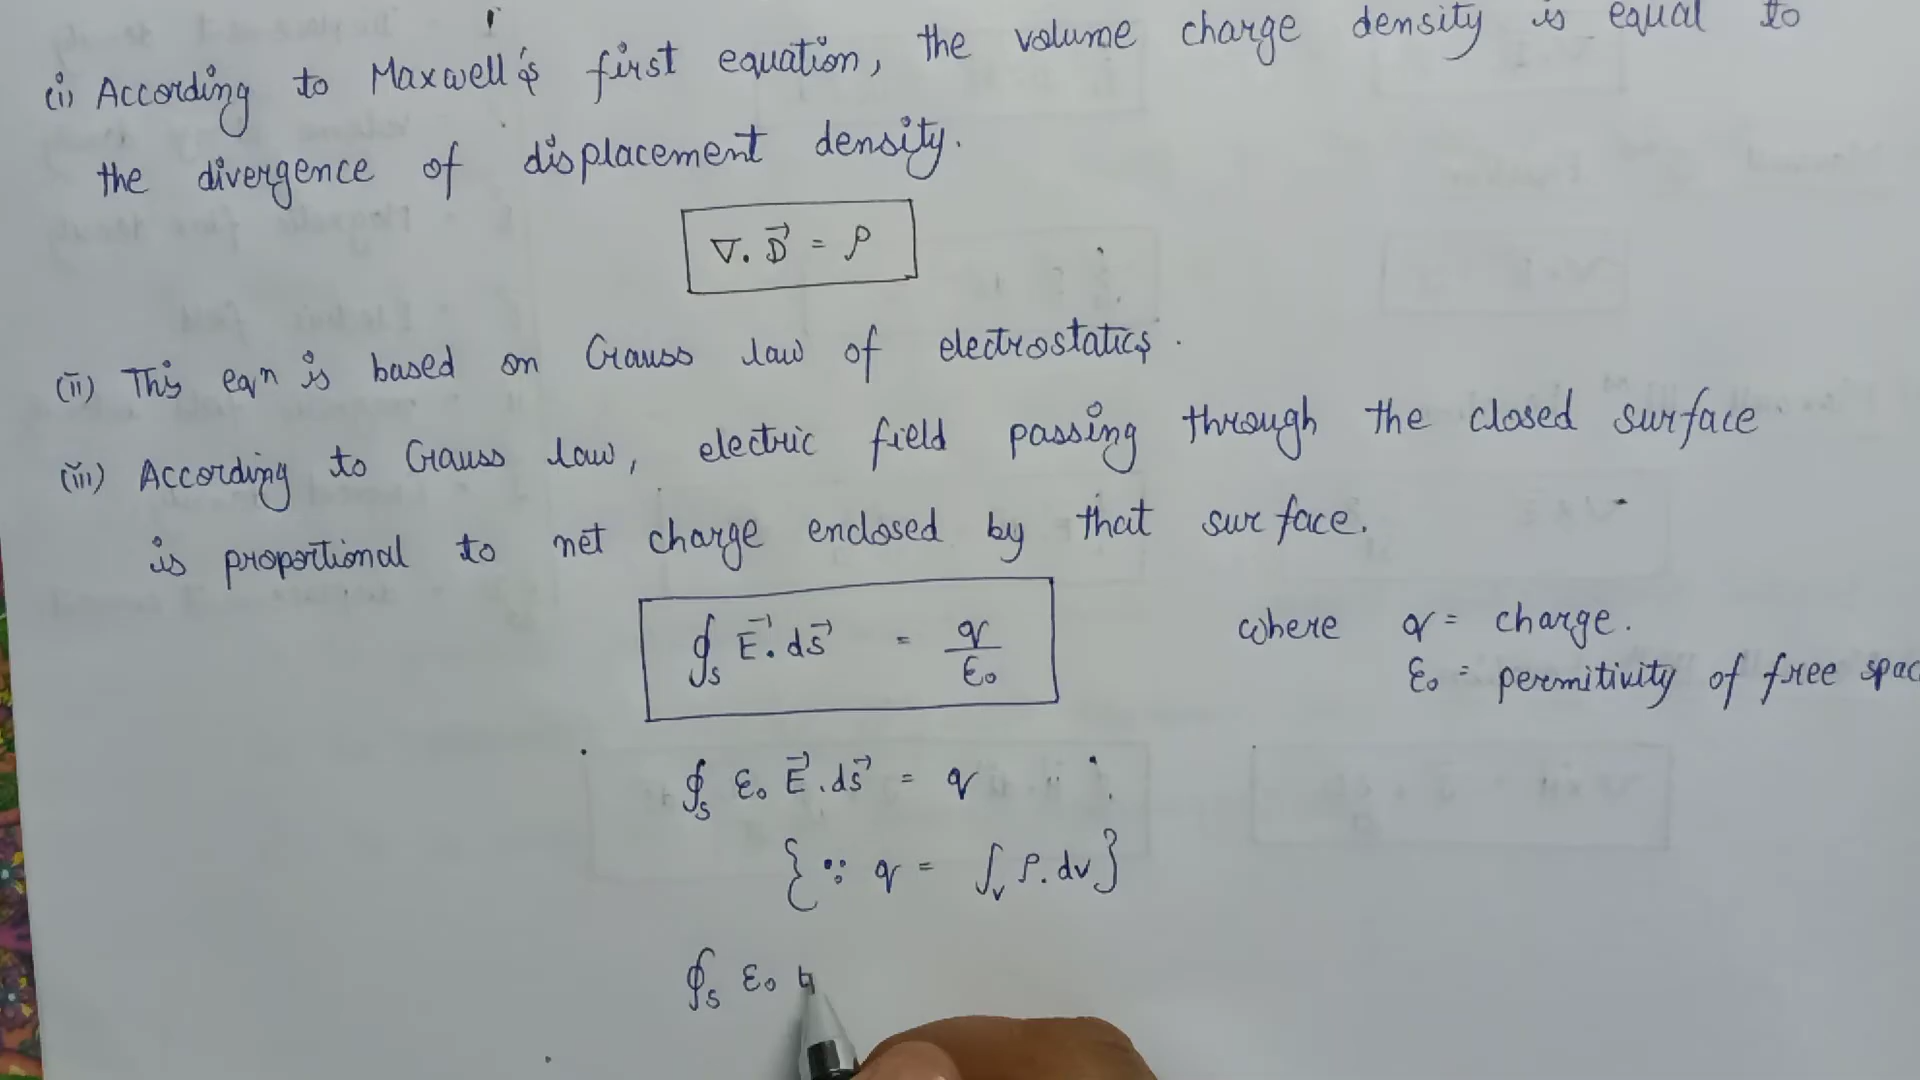 (i) According to Maxwell's first equation, the volume charge density is equal to
the divergence of displacement density.
∇. D⃗ = ρ
(ii) This eqn is based on Gauss law of electrostatics.
(iii) According to Gauss law, electric field passing through the closed surface
is proportional to net charge enclosed by that surface.
∮s E⃗. ds⃗ = q/ε₀ where q = charge.
ε₀ = permitivity of free spac
∮s ε₀ E⃗.ds⃗ = q
{∵ q = ∫v ρ.dv}
∮s ε₀